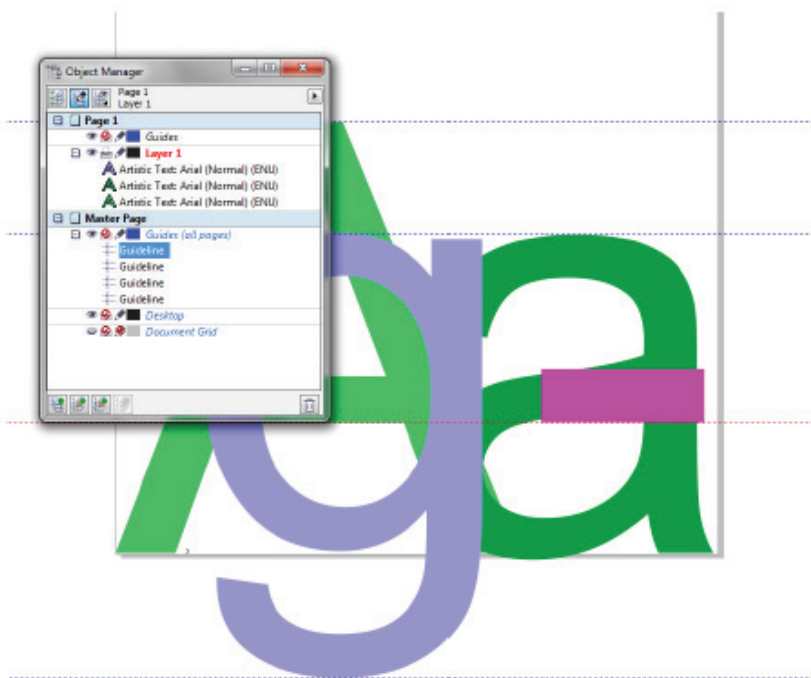 Object Manager
Page 1
Layer 1
Page 1
Guides
Layer 1
Artistic Text: Arial (Normal) (ENU)
Artistic Text: Arial (Normal) (ENU)
Artistic Text: Arial (Normal) (ENU)
Master Page
Guides (all pages)
Guideline
Guideline
Guideline
Guideline
Desktop
Document Grid
A g a